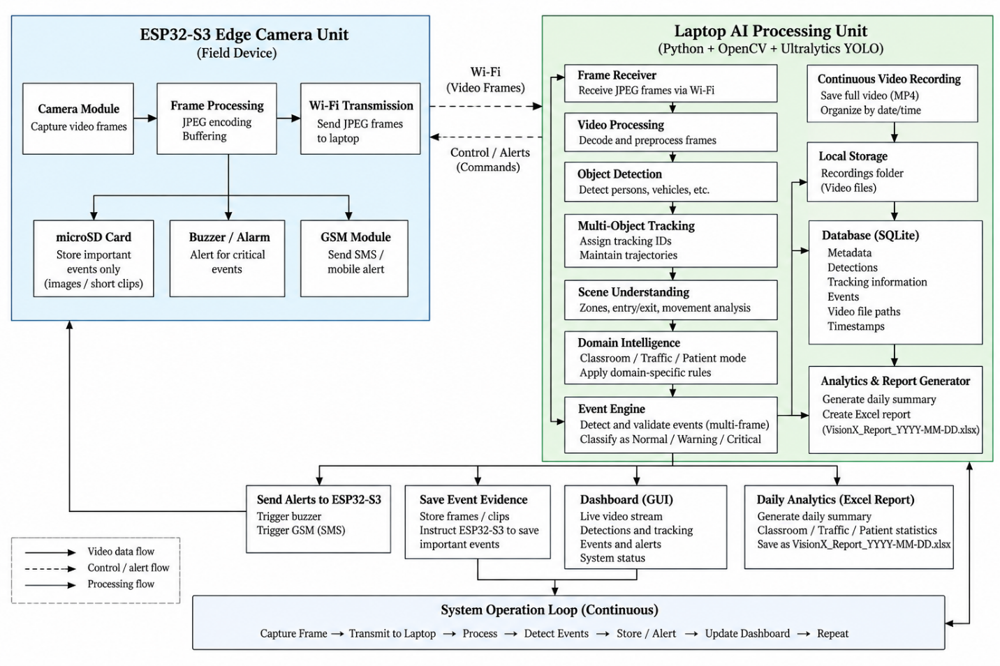 ESP32-S3 Edge Camera Unit
(Field Device)
Camera Module
Capture video frames
Frame Processing
JPEG encoding
Buffering
Wi-Fi Transmission
Send JPEG frames
to laptop
microSD Card
Store important
events only
(images / short clips)
Buzzer / Alarm
Alert for critical
events
GSM Module
Send SMS /
mobile alert
Wi-Fi
(Video Frames)
Control / Alerts
(Commands)
Laptop AI Processing Unit
(Python + OpenCV + Ultralytics YOLO)
Frame Receiver
Receive JPEG frames via Wi-Fi
Video Processing
Decode and preprocess frames
Object Detection
Detect persons, vehicles, etc.
Multi-Object Tracking
Assign tracking IDs
Maintain trajectories
Scene Understanding
Zones, entry/exit, movement analysis
Domain Intelligence
Classroom / Traffic / Patient mode
Apply domain-specific rules
Event Engine
Detect and validate events (multi-frame)
Classify as Normal / Warning / Critical
Continuous Video Recording
Save full video (MP4)
Organize by date/time
Local Storage
Recordings folder
(Video files)
Database (SQLite)
Metadata
Detections
Tracking information
Events
Video file paths
Timestamps
Analytics & Report Generator
Generate daily summary
Create Excel report
(VisionX_Report_YYYY-MM-DD.xlsx)
Send Alerts to ESP32-S3
Trigger buzzer
Trigger GSM (SMS)
Save Event Evidence
Store frames / clips
Instruct ESP32-S3 to save
important events
Dashboard (GUI)
Live video stream
Detections and tracking
Events and alerts
System status
Daily Analytics (Excel Report)
Generate daily summary
Classroom / Traffic / Patient statistics
Save as VisionX_Report_YYYY-MM-DD.xlsx
Video data flow
Control / alert flow
Processing flow
System Operation Loop (Continuous)
Capture Frame → Transmit to Laptop → Process → Detect Events → Store / Alert → Update Dashboard → Repeat